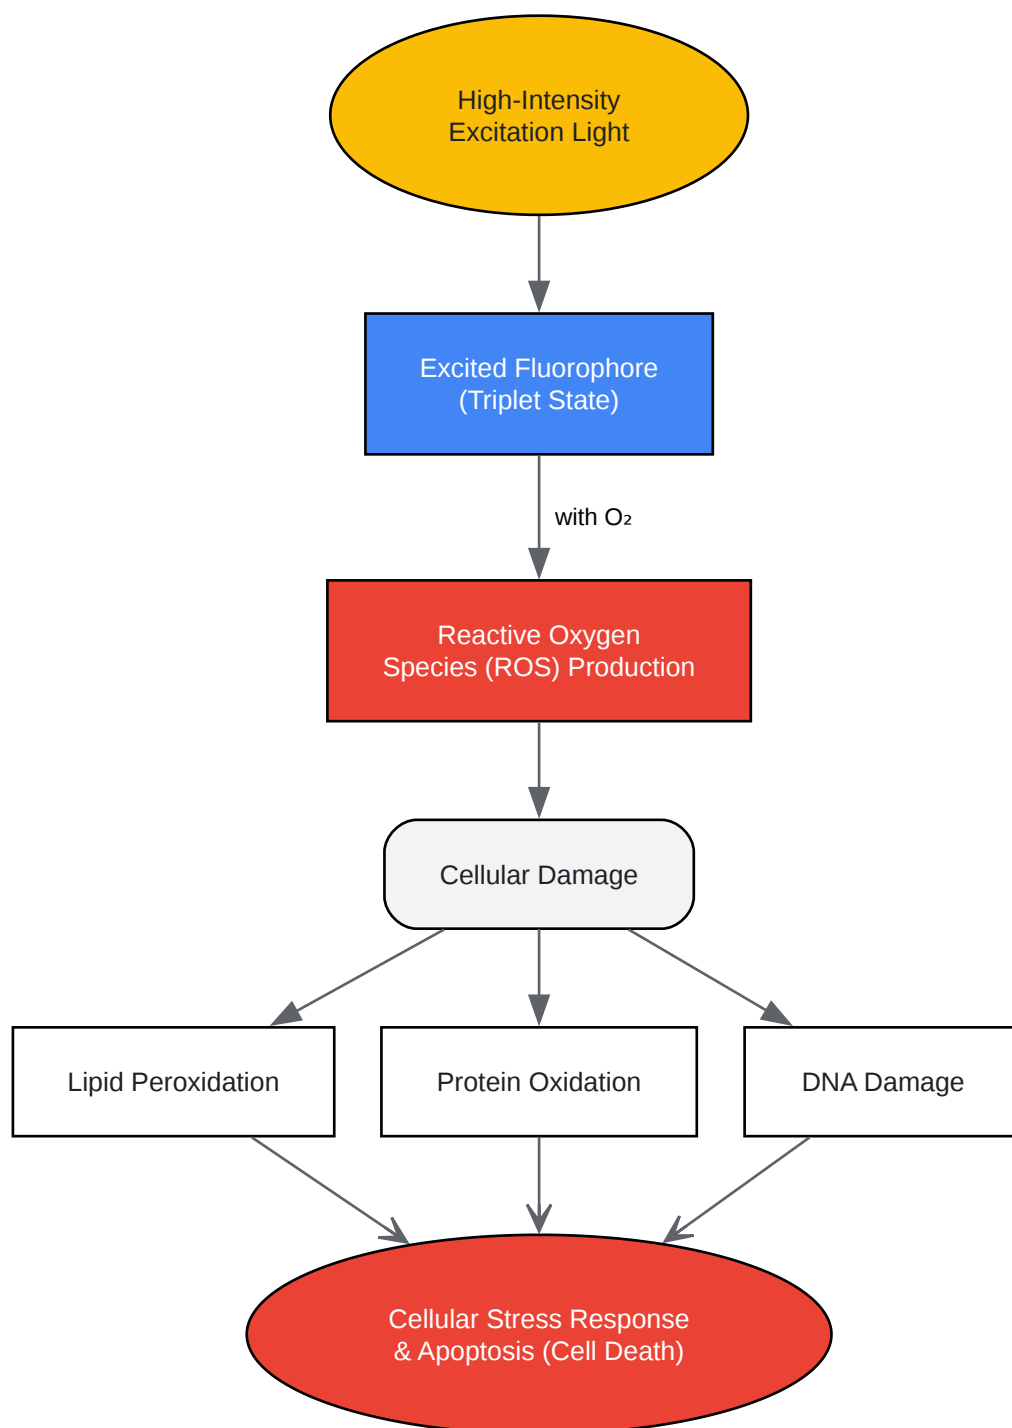 High-Intensity
Excitation Light
Excited Fluorophore
(Triplet State)
with O₂
Reactive Oxygen
Species (ROS) Production
Cellular Damage
Lipid Peroxidation
Protein Oxidation
DNA Damage
Cellular Stress Response
& Apoptosis (Cell Death)